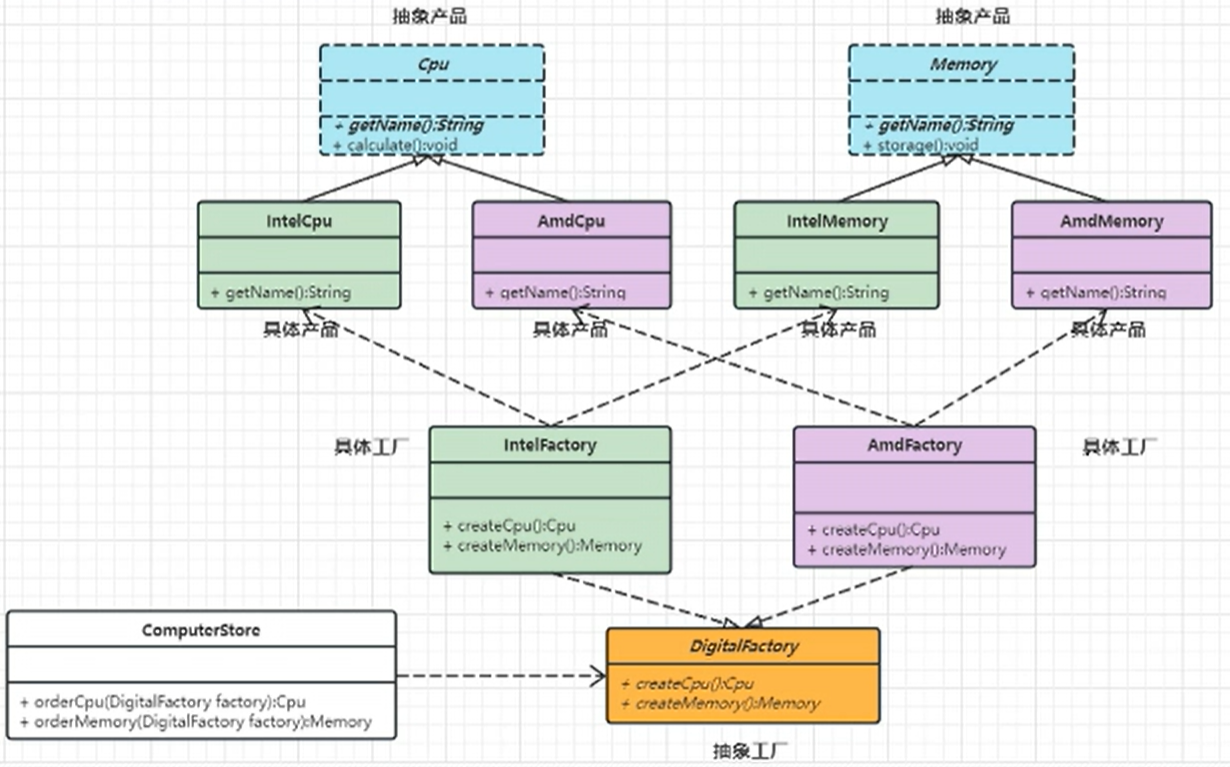 抽象产品
抽象产品
Cpu
+ getName():String
+ calculate():void
Memory
+ getName():String
+ storage():void
IntelCpu
+ getName():String
AmdCpu
+ getName():String
IntelMemory
+ getName():String
AmdMemory
+ getName():String
具体产品
具体产品
具体产品
具体产品
具体工厂
IntelFactory
+ createCpu():Cpu
+ createMemory():Memory
AmdFactory
+ createCpu():Cpu
+ createMemory():Memory
具体工厂
ComputerStore
+ orderCpu(DigitalFactory factory):Cpu
+ orderMemory(DigitalFactory factory):Memory
DigitalFactory
+ createCpu():Cpu
+ createMemory():Memory
抽象工厂